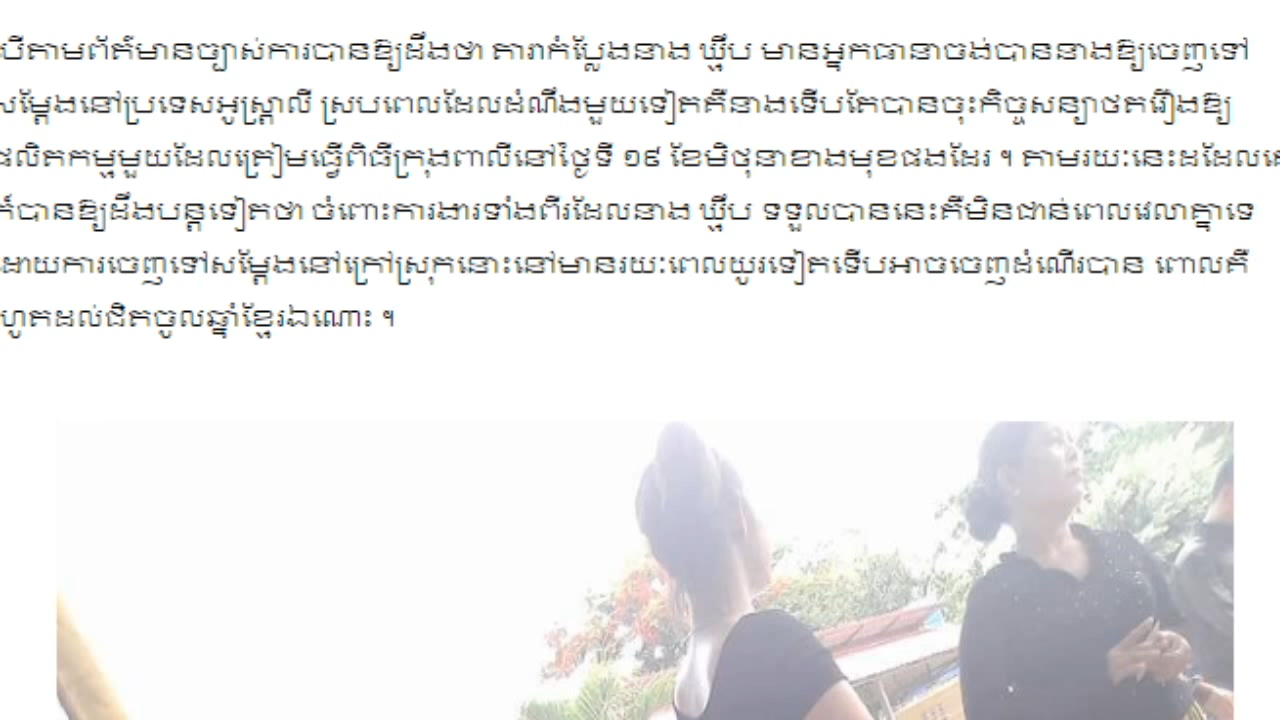 បើតាមព័ត៌មានច្បាស់ការបានឱ្យដឹងថា តារាកំប្លែងនាង ឃ្មឹប មានអ្នកធានាចង់បាននាងឱ្យចេញទៅ
សម្ដែងនៅប្រទេសអូស្ត្រាលី ស្របពេលដែលដំណឹងមួយទៀតគឺនាងទើបតែបានចុះកិច្ចសន្យាថតរឿងឱ្យ
ផលិតកម្មមួយដែលត្រៀមធ្វើពិធីក្រុងពាលីនៅថ្ងៃទី ១៩ ខែមិថុនាខាងមុខផងដែរ ។ តាមរយៈនេះដដែល
ក៏បានឱ្យដឹងបន្តទៀតថា ចំពោះការងារទាំងពីរដែលនាង ឃ្មឹប ទទួលបាននេះគឺមិនជាន់ពេលវេលាគ្នាទេ
ដោយការចេញទៅសម្ដែងនៅក្រៅស្រុកនោះនៅមានរយៈពេលយូរទៀតទើបអាចចេញដំណើរបាន ពោលគឺ
ហូតដល់ជិតចូលឆ្នាំខ្មែរឯណោះ ។